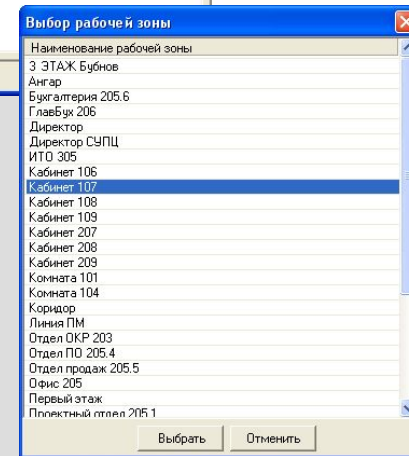 Выбор рабочей зоны
Наименование рабочей зоны
3 ЭТАЖ Бубнов
Ангар
Бухгалтерия 205.6
ГлавБух 206
Директор
Директор СУПЦ
ИТО 305
Кабинет 106
Кабинет 107
Кабинет 108
Кабинет 109
Кабинет 207
Кабинет 208
Кабинет 209
Комната 101
Комната 104
Коридор
Линия ПМ
Отдел ОКР 203
Отдел ПО 205.4
Отдел продаж 205.5
Офис 205
Первый этаж
Проектный отдел 205.1
Выбрать
Отменить